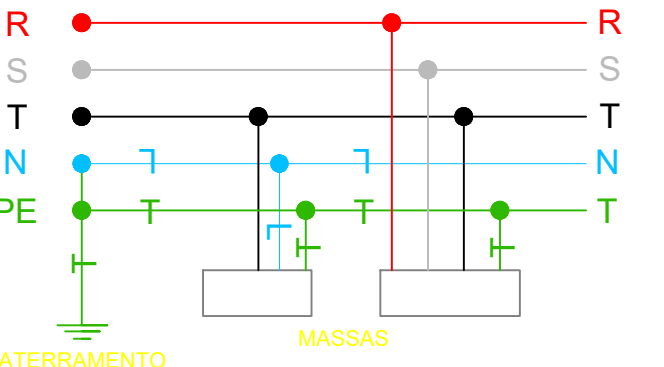 R R
S S
T T
N N
PE T
MASSAS
ATERRAMENTO